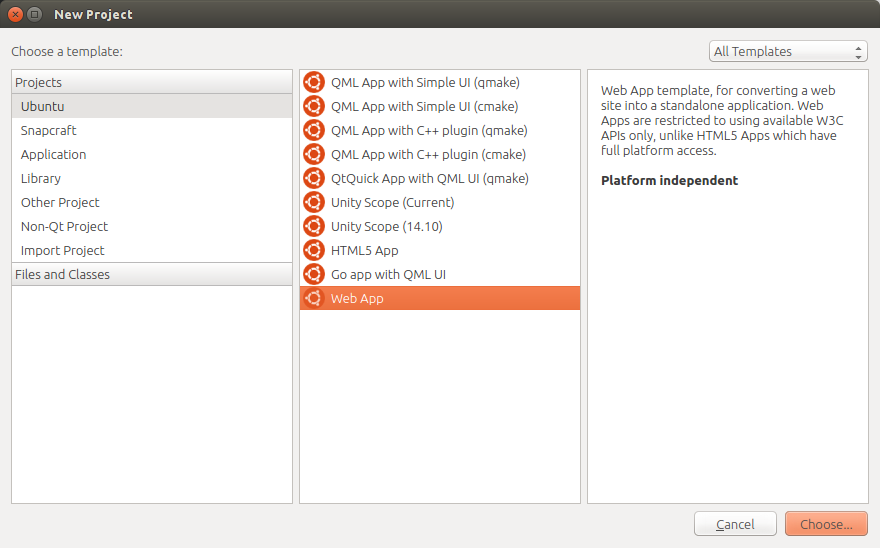 New Project
Choose a template:
All Templates
Projects
Ubuntu
Snapcraft
Application
Library
Other Project
Non-Qt Project
Import Project
Files and Classes
QML App with Simple UI (qmake)
QML App with Simple UI (cmake)
QML App with C++ plugin (qmake)
QML App with C++ plugin (cmake)
QtQuick App with QML UI (qmake)
Unity Scope (Current)
Unity Scope (14.10)
HTML5 App
Go app with QML UI
Web App
Web App template, for converting a web
site into a standalone application. Web
Apps are restricted to using available W3C
APIs only, unlike HTML5 Apps which have
full platform access.
Platform independent
Cancel
Choose...